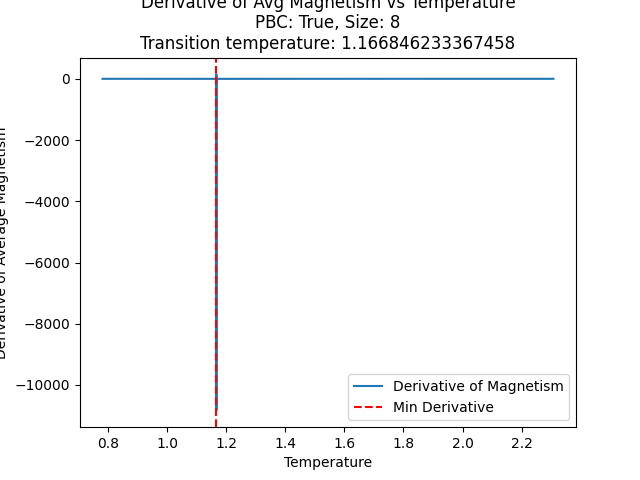 Derivative of Avg Magnetism vs Temperature
PBC: True, Size: 8
Transition temperature: 1.166846233367458
Derivative of Average Magnetism
0
−2000
−4000
−6000
−8000
−10000
Derivative of Magnetism
Min Derivative
0.8 1.0 1.2 1.4 1.6 1.8 2.0 2.2
Temperature